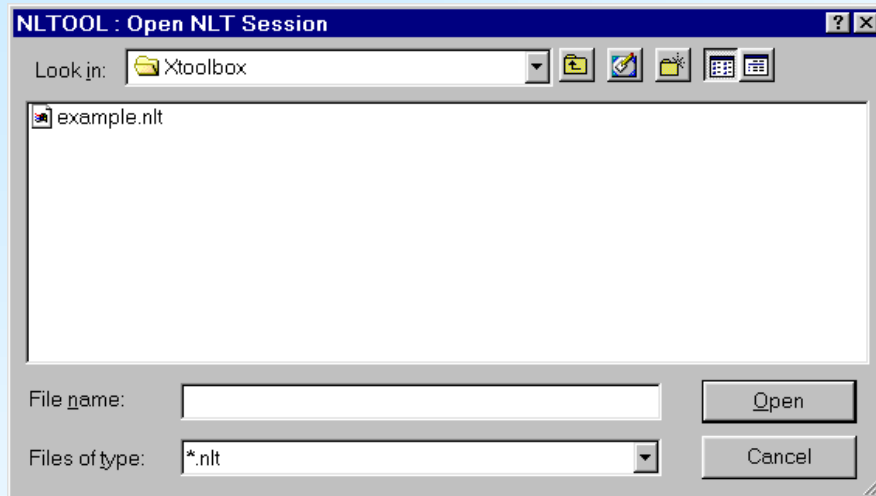 NLTOOL : Open NLT Session
Look in: Xtoolbox
example.nlt
File name:
Open
Files of type: *.nlt
Cancel